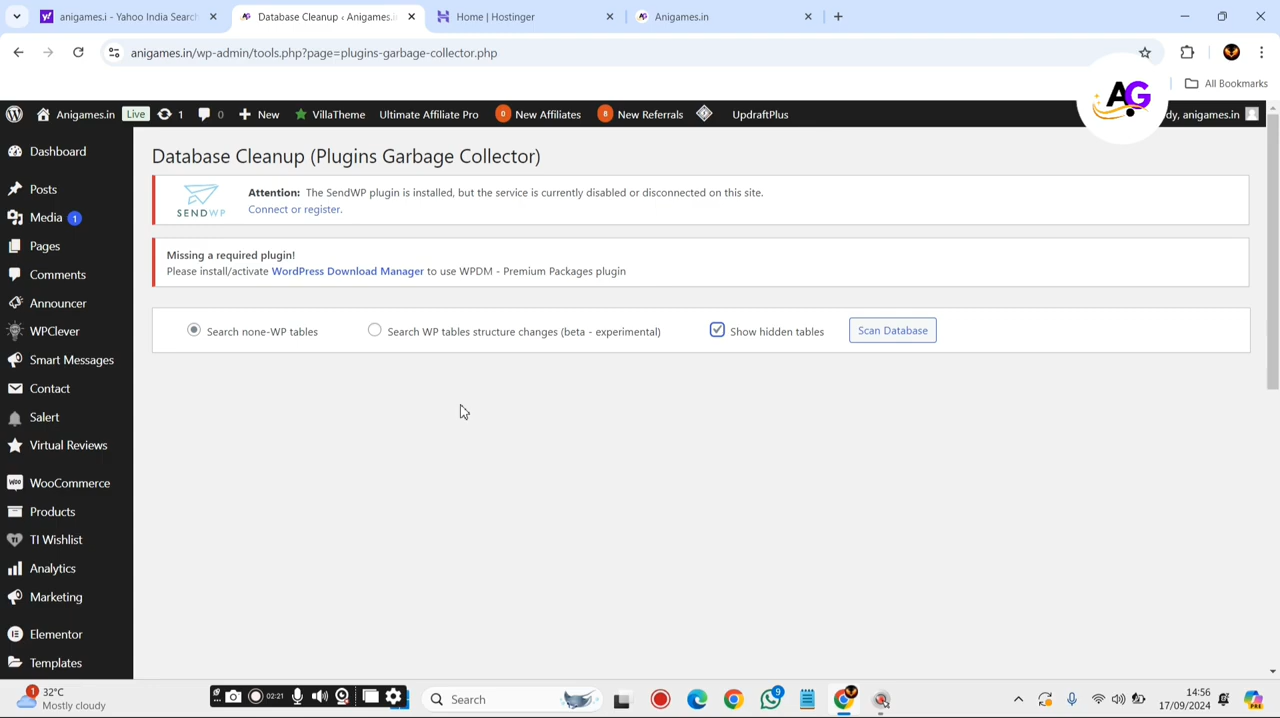 anigames.i - Yahoo India Search
Database Cleanup ‹ Anigames.in
Home | Hostinger
Anigames.in
anigames.in/wp-admin/tools.php?page=plugins-garbage-collector.php
All Bookmarks
AG
Anigames.in
Live
1
0
New
VillaTheme
Ultimate Affiliate Pro
0
New Affiliates
8
New Referrals
UpdraftPlus
dy, anigames.in
Dashboard
Posts
Media
1
Pages
Comments
Announcer
WPClever
Smart Messages
Contact
Salert
Virtual Reviews
WooCommerce
Products
TI Wishlist
Analytics
Marketing
Elementor
Templates
Database Cleanup (Plugins Garbage Collector)
SENDWP
Attention: The SendWP plugin is installed, but the service is currently disabled or disconnected on this site.
Connect or register.
Missing a required plugin!
Please install/activate WordPress Download Manager to use WPDM - Premium Packages plugin
Search none-WP tables
Search WP tables structure changes (beta - experimental)
Show hidden tables
Scan Database
1
32°C
Mostly cloudy
02:21
Search
9
14:56
17/09/2024